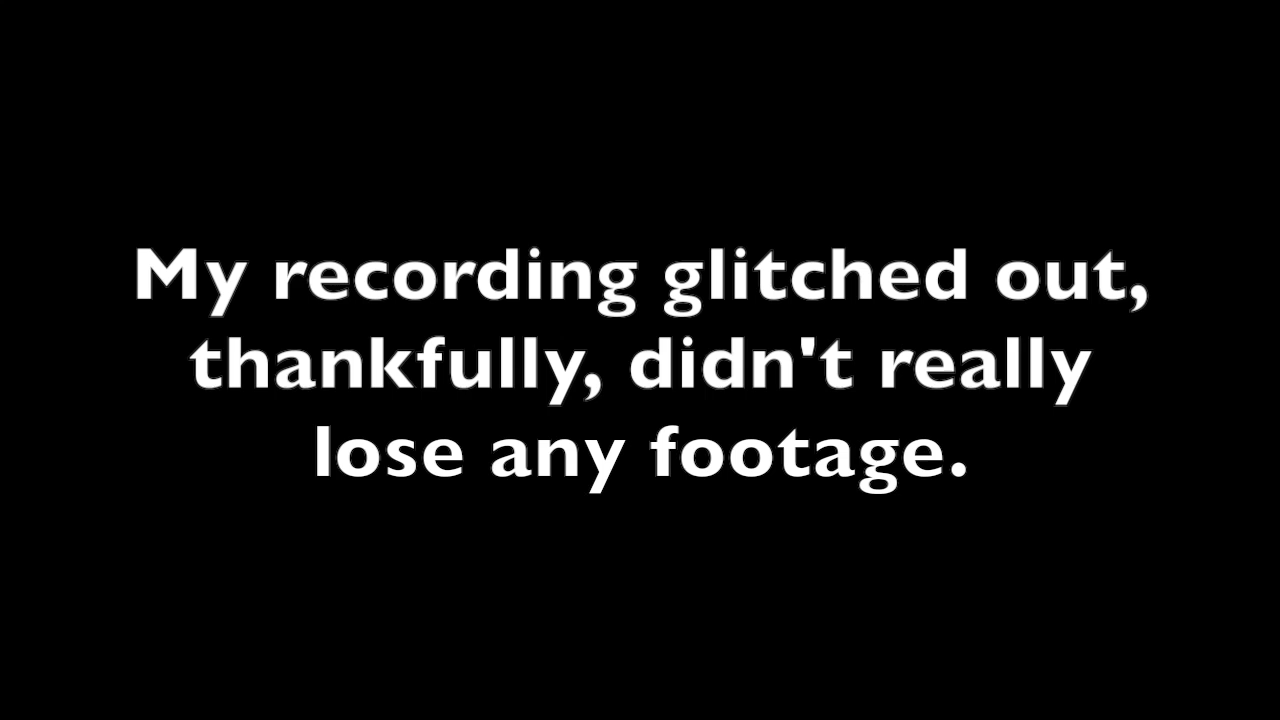 My recording glitched out,
thankfully, didn't really
lose any footage.